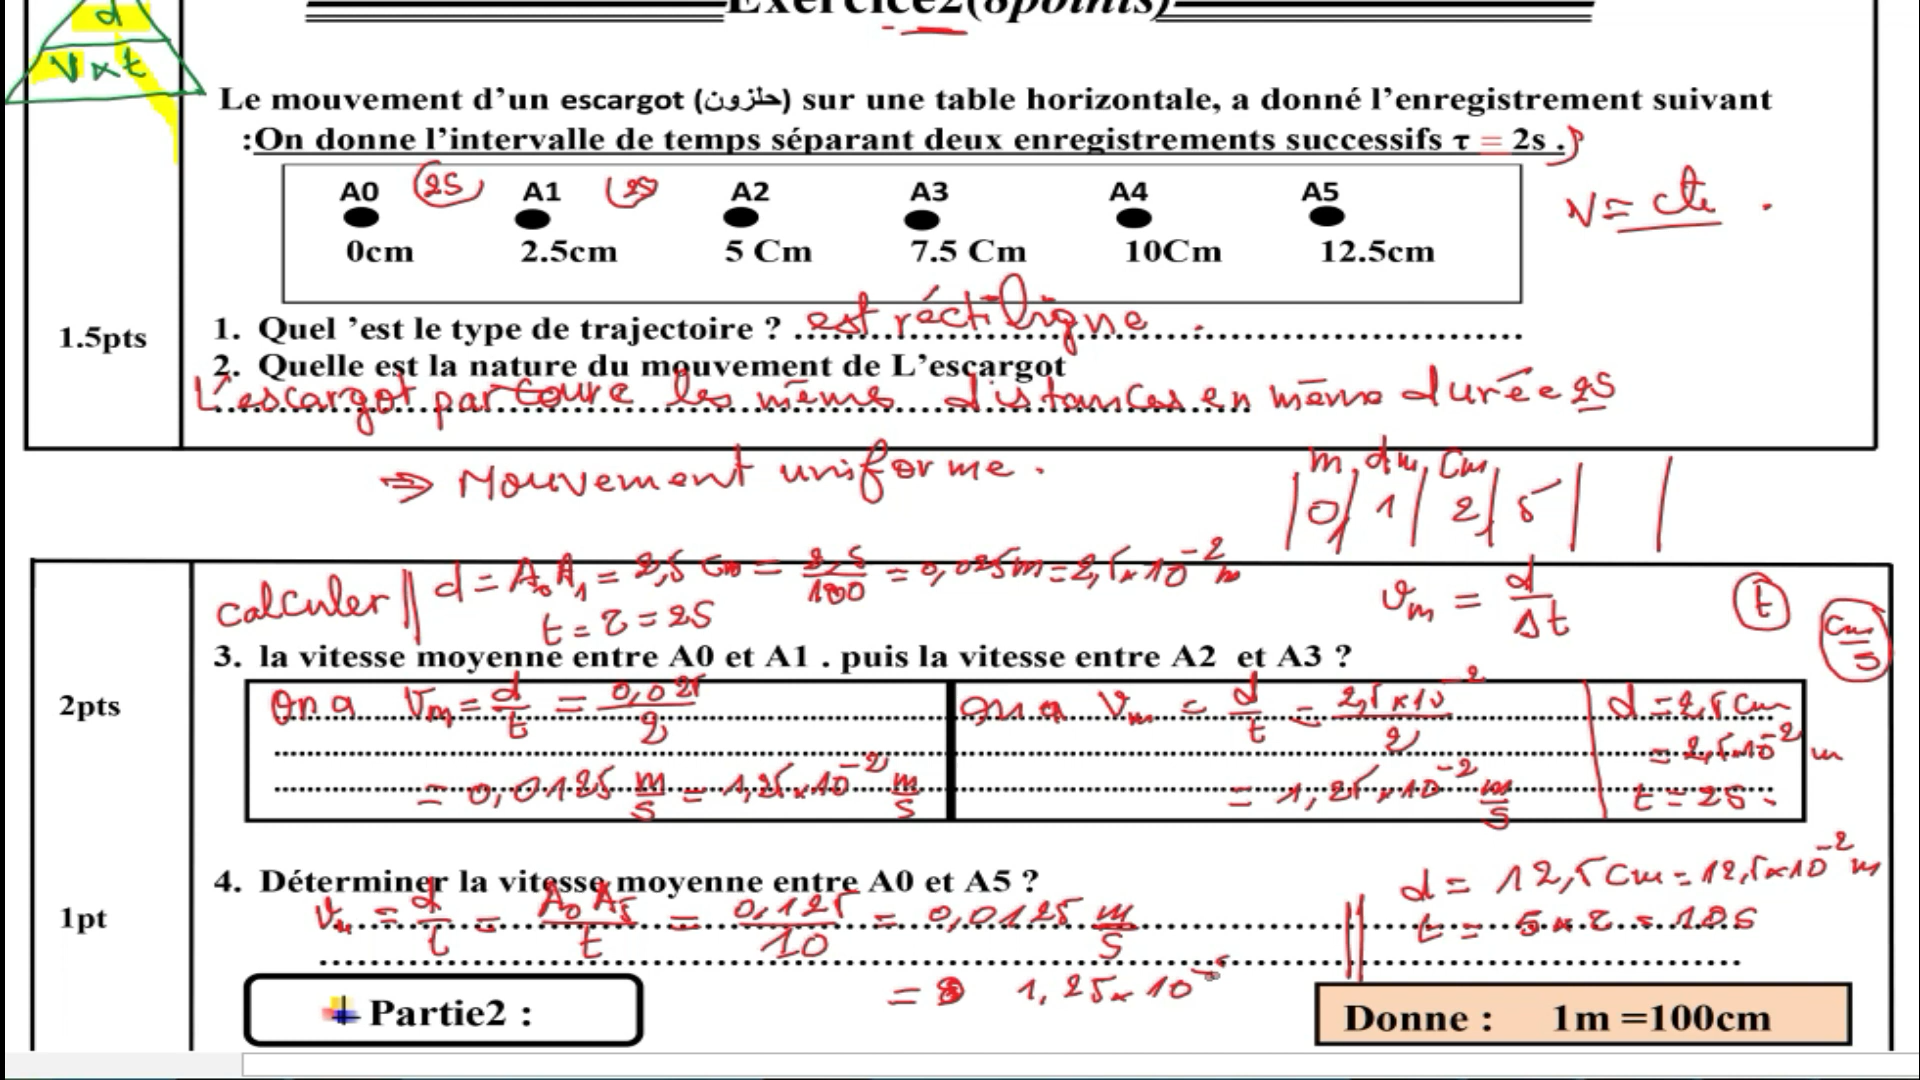 d
V × t
Exercice2(8points)
Le mouvement d’un escargot (حلزون) sur une table horizontale, a donné l’enregistrement suivant
:On donne l’intervalle de temps séparant deux enregistrements successifs τ = 2s .
A0 2s A1 2s A2 A3 A4 A5
0cm 2.5cm 5 Cm 7.5 Cm 10Cm 12.5cm
V = cte .
1.5pts
1. Quel ’est le type de trajectoire ? est réctiligne .
2. Quelle est la nature du mouvement de L’escargot
L'escargot parcoure les mêmes distances en même durée 2s
⇒ Mouvement uniforme .
m, dm, cm
0 1 2 5
calculer || d = A0A1 = 2,5 cm = 2,5/100 = 0,025m = 2,5×10^-2 m
t = τ = 2s
Vm = d/Δt
t
cm/s
3. la vitesse moyenne entre A0 et A1 . puis la vitesse entre A2 et A3 ?
2pts
On a Vm = d/t = 0,025/2
= 0,0125 m/s = 1,25×10^-2 m/s
on a Vm = d/t = 2,5×10^-2/2
= 1,25×10^-2 m/s
d = 2,5 cm
= 2,5×10^-2 m
t = 2s .
4. Déterminer la vitesse moyenne entre A0 et A5 ?
1pt
Vm = d/t = A0A5/t = 0,125/10 = 0,0125 m/s
= 1,25×10
d = 12,5 cm = 12,5×10^-2 m
t = 5×τ = 10s
Partie2 :
Donne : 1m =100cm